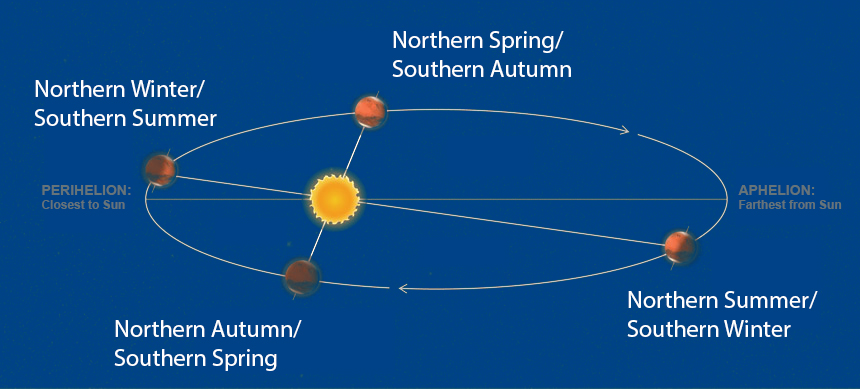 Northern Spring/
Southern Autumn
Northern Winter/
Southern Summer
PERIHELION:
Closest to Sun
APHELION:
Farthest from Sun
Northern Summer/
Southern Winter
Northern Autumn/
Southern Spring